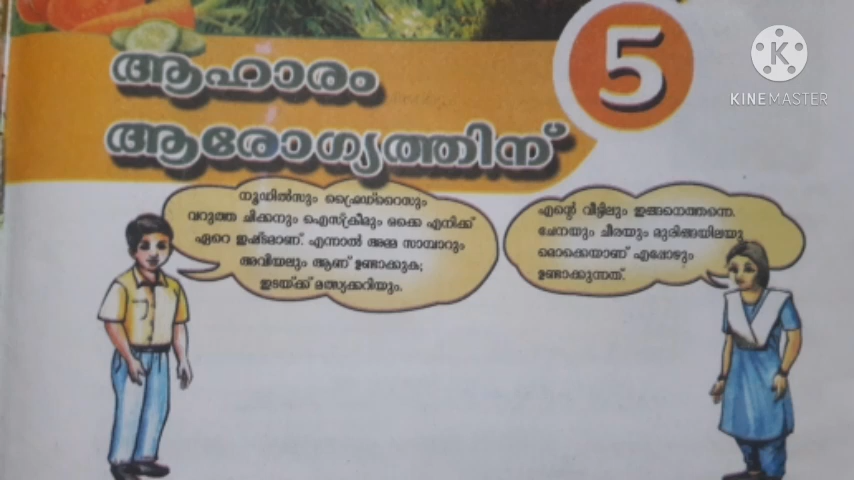 5
ആഹാരം
ആരോഗ്യത്തിന്
K
KINEMASTER
നൂഡിൽസും ഫ്രൈഡ്റൈസും
വറുത്ത ചിക്കനും ഐസ്ക്രീമും ഒക്കെ എനിക്ക്
ഏറെ ഇഷ്ടമാണ്. എന്നാൽ അമ്മ സാമ്പാറും
അവിയലും ആണ് ഉണ്ടാക്കുക;
ഇടയ്ക്ക് മത്സ്യക്കറിയും.
എന്റെ വീട്ടിലും ഇങ്ങനെത്തന്നെ.
ചേനയും ചീരയും മുരിങ്ങയിലയു
മൊക്കെയാണ് എപ്പോഴും
ഉണ്ടാക്കുന്നത്.